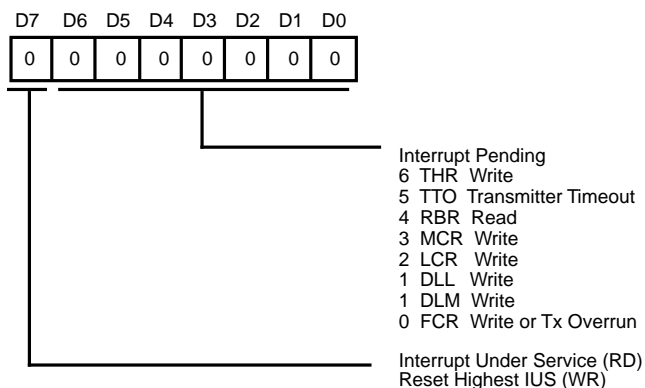 D7 D6 D5 D4 D3 D2 D1 D0
0 0 0 0 0 0 0 0
Interrupt Pending
6 THR Write
5 TTO Transmitter Timeout
4 RBR Read
3 MCR Write
2 LCR Write
1 DLL Write
1 DLM Write
0 FCR Write or Tx Overrun
Interrupt Under Service (RD)
Reset Highest IUS (WR)